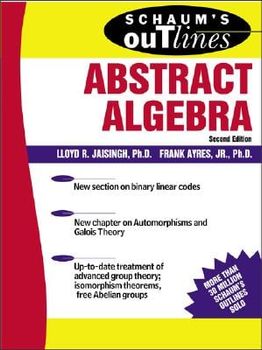 SCHAUM'S
OUTlines
ABSTRACT
ALGEBRA
Second Edition
LLOYD R. JAISINGH, Ph.D. FRANK AYRES, JR., Ph.D.
New section on binary linear codes
New chapter on Automorphisms and
Galois Theory
Up-to-date treatment of
advanced group theory;
isomorphism theorems,
free Abelian groups
MORE THAN
30 MILLION
SCHAUM'S
OUTLINES
SOLD